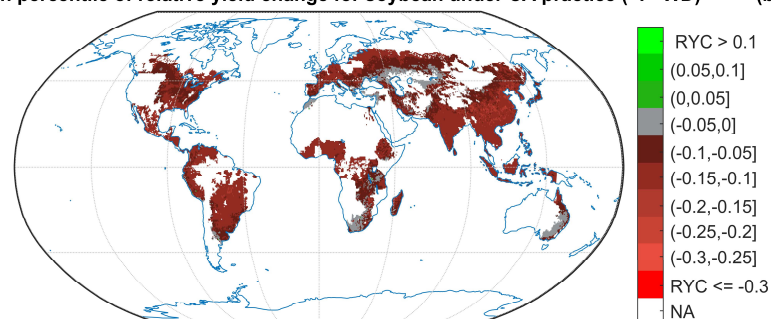 percentile of relative yield change for soybean under CA practice (
RYC > 0.1
(0.05,0.1]
(0,0.05]
(-0.05,0]
(-0.1,-0.05]
(-0.15,-0.1]
(-0.2,-0.15]
(-0.25,-0.2]
(-0.3,-0.25]
RYC <= -0.3
NA